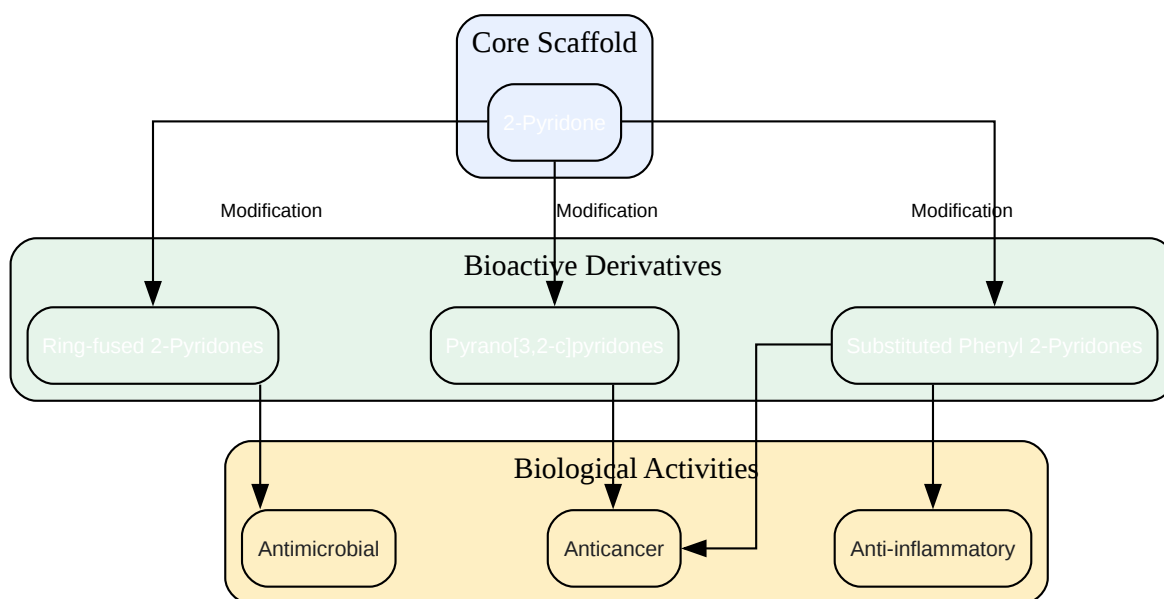 Core Scaffold
2-Pyridone
Modification
Modification
Modification
Bioactive Derivatives
Ring-fused 2-Pyridones
Pyrano[3,2-c]pyridones
Substituted Phenyl 2-Pyridones
Biological Activities
Antimicrobial
Anticancer
Anti-inflammatory